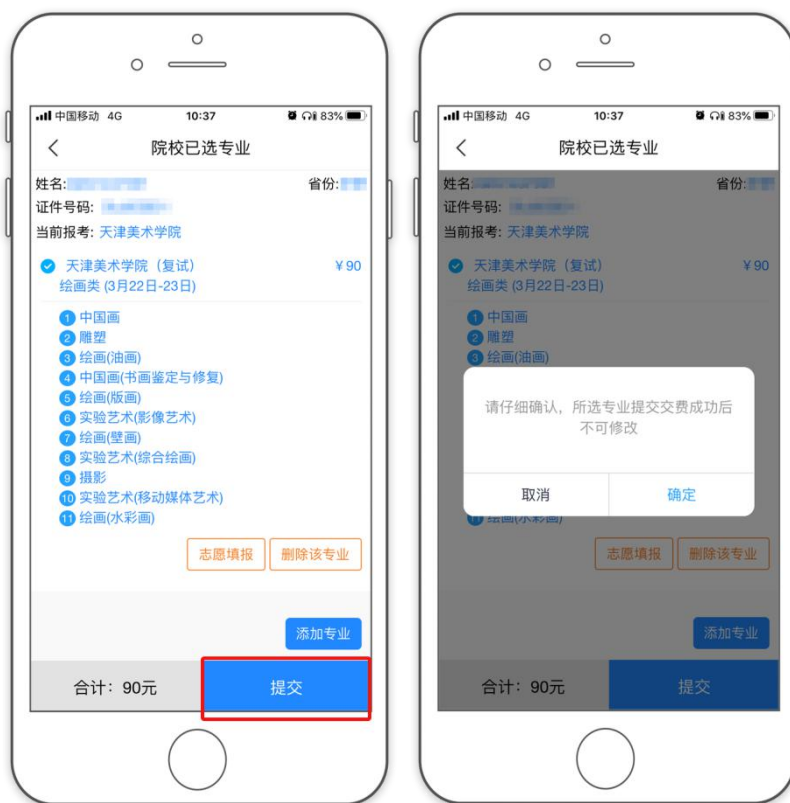 中国移动 4G 10:37 83%
院校已选专业
姓名: 省份:
证件号码:
当前报考: 天津美术学院
天津美术学院（复试） ￥90
绘画类 (3月22日-23日)
1 中国画
2 雕塑
3 绘画(油画)
4 中国画(书画鉴定与修复)
5 绘画(版画)
6 实验艺术(影像艺术)
7 绘画(壁画)
8 实验艺术(综合绘画)
9 摄影
10 实验艺术(移动媒体艺术)
11 绘画(水彩画)
志愿填报 删除该专业
添加专业
合计：90元 提交
中国移动 4G 10:37 83%
院校已选专业
姓名: 省份:
证件号码:
当前报考: 天津美术学院
天津美术学院（复试） ￥90
绘画类 (3月22日-23日)
1 中国画
2 雕塑
3 绘画(油画)
请仔细确认，所选专业提交交费成功后
不可修改
取消 确定
11 绘画(水彩画)
志愿填报 删除该专业
添加专业
合计：90元 提交